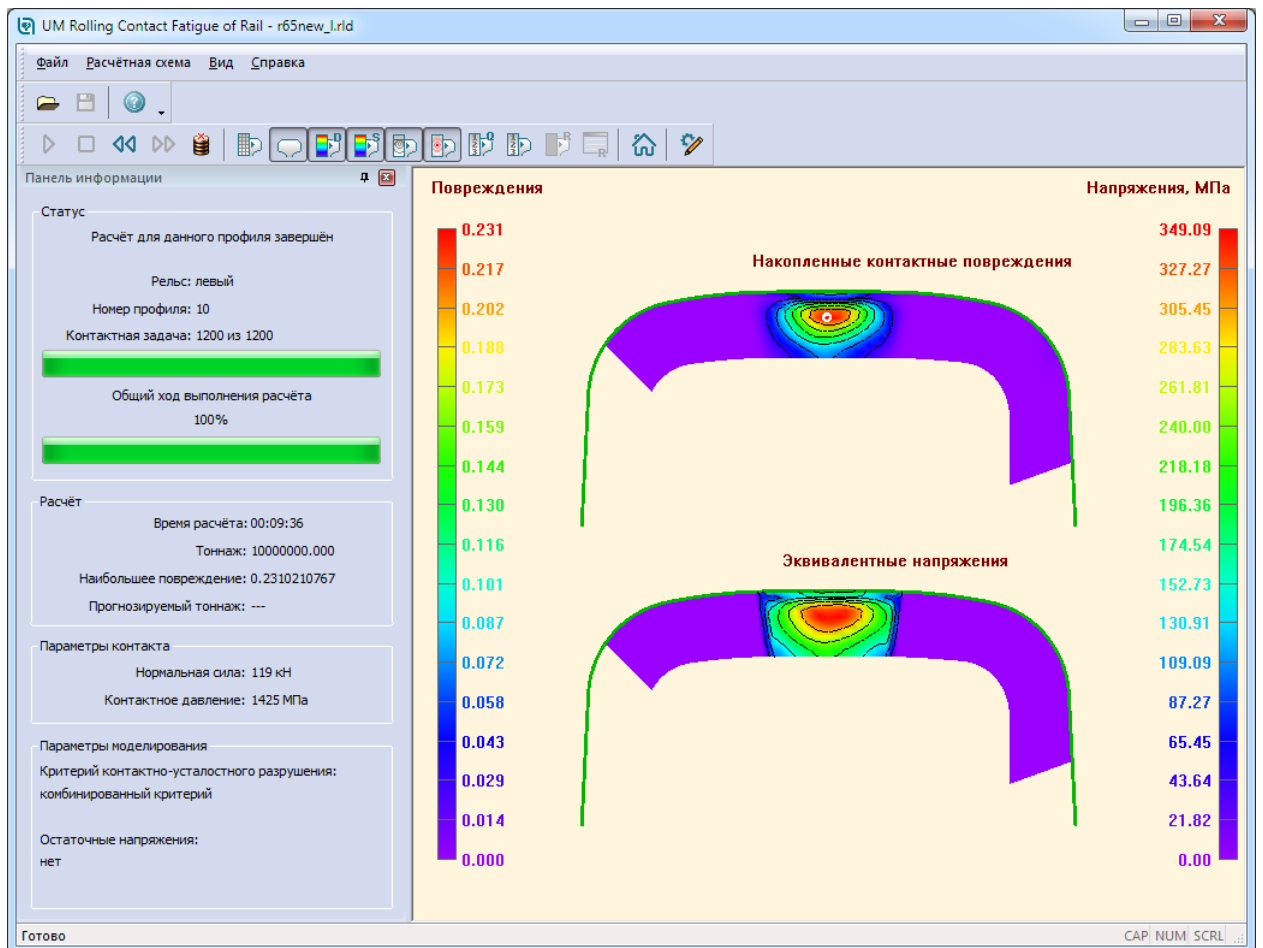 UM Rolling Contact Fatigue of Rail - r65new_l.rld
Файл Расчётная схема Вид Справка
Панель информации
Статус
Расчёт для данного профиля завершён
Рельс: левый
Номер профиля: 10
Контактная задача: 1200 из 1200
Общий ход выполнения расчёта
100%
Расчёт
Время расчёта: 00:09:36
Тоннаж: 10000000.000
Наибольшее повреждение: 0.2310210767
Прогнозируемый тоннаж: ---
Параметры контакта
Нормальная сила: 119 кН
Контактное давление: 1425 МПа
Параметры моделирования
Критерий контактно-усталостного разрушения:
комбинированный критерий
Остаточные напряжения:
нет
Повреждения
0.231
0.217
0.202
0.188
0.173
0.159
0.144
0.130
0.116
0.101
0.087
0.072
0.058
0.043
0.029
0.014
0.000
Накопленные контактные повреждения
Эквивалентные напряжения
Напряжения, МПа
349.09
327.27
305.45
283.63
261.81
240.00
218.18
196.36
174.54
152.73
130.91
109.09
87.27
65.45
43.64
21.82
0.00
Готово
CAP NUM SCRL